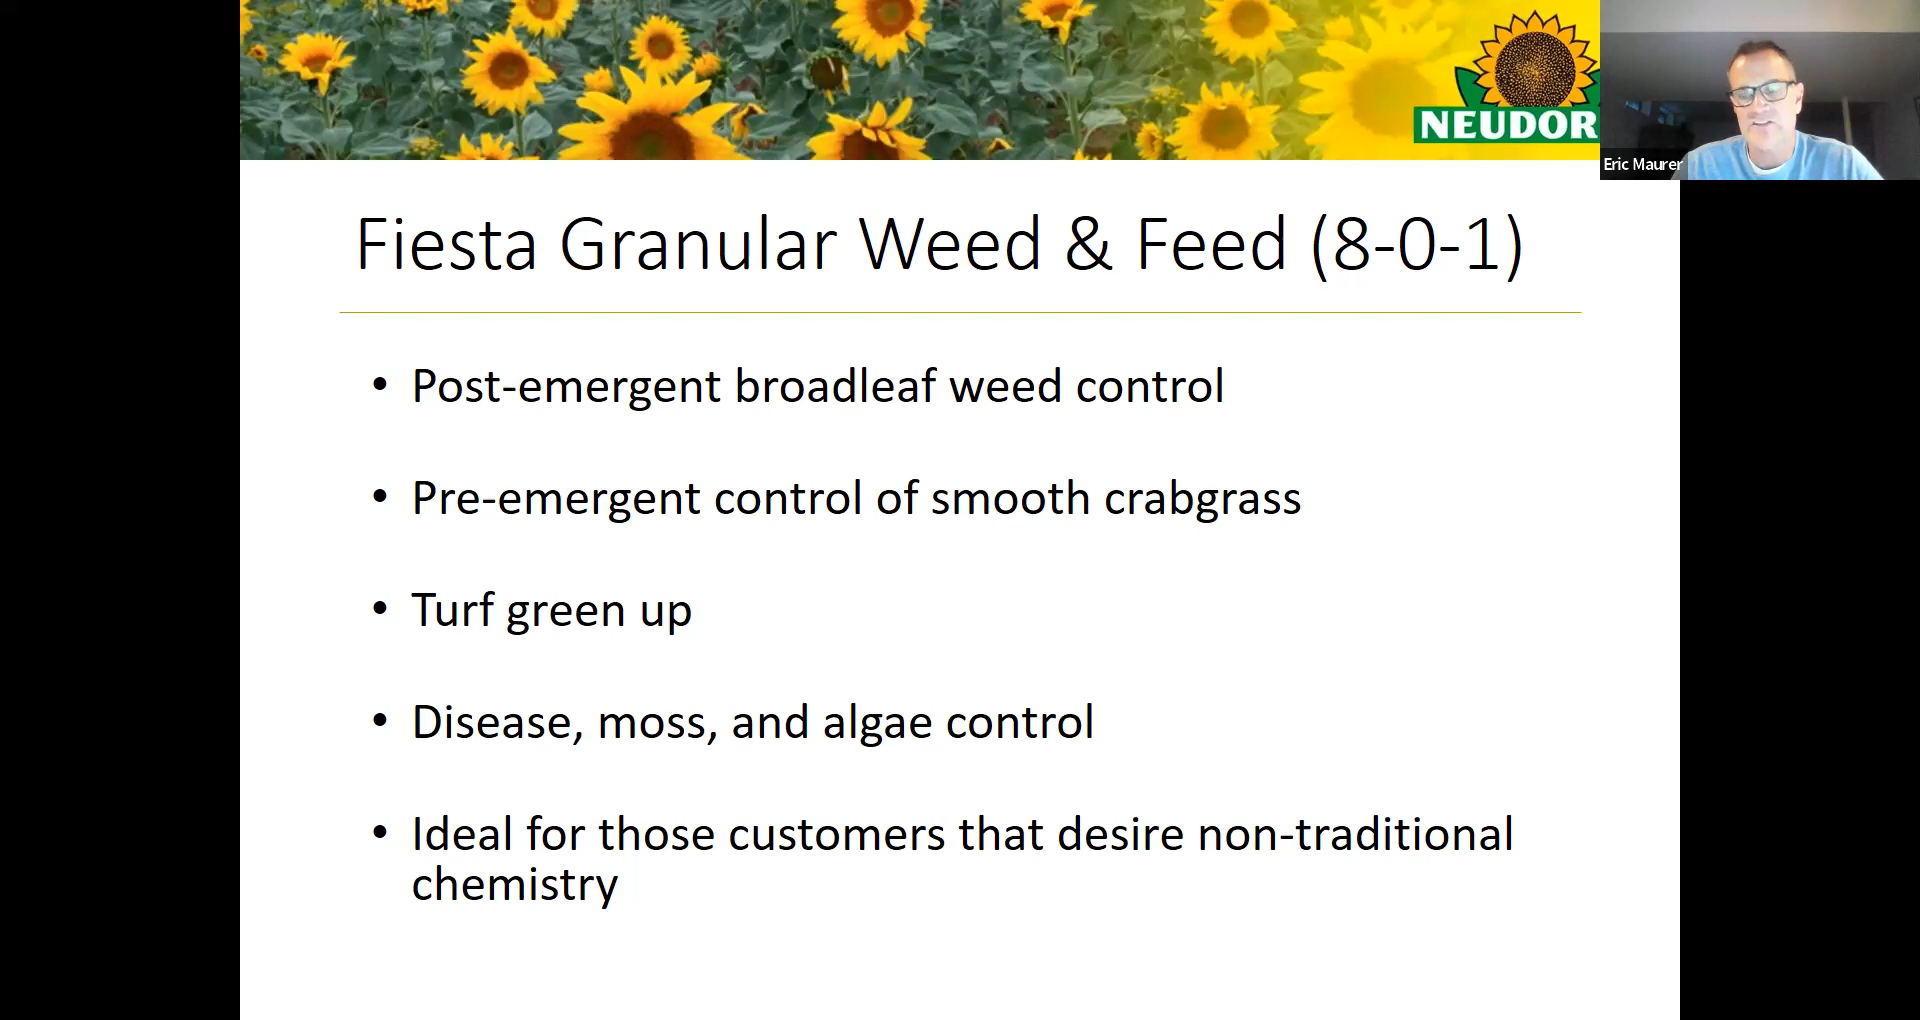 NEUDOR
Eric Maurer
Fiesta Granular Weed & Feed (8-0-1)
• Post-emergent broadleaf weed control
• Pre-emergent control of smooth crabgrass
• Turf green up
• Disease, moss, and algae control
• Ideal for those customers that desire non-traditional
chemistry